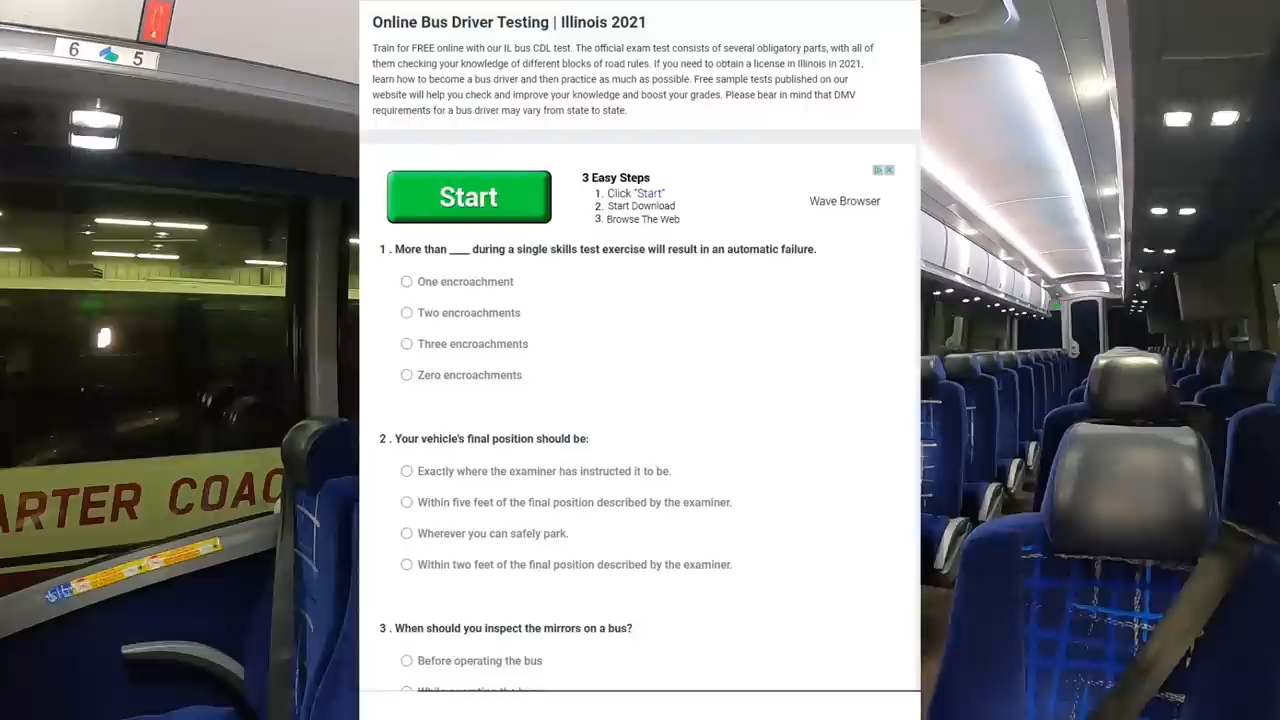 6 5
ARTER COAC
Online Bus Driver Testing | Illinois 2021
Train for FREE online with our IL bus CDL test. The official exam test consists of several obligatory parts, with all of
them checking your knowledge of different blocks of road rules. If you need to obtain a license in Illinois in 2021,
learn how to become a bus driver and then practice as much as possible. Free sample tests published on our
website will help you check and improve your knowledge and boost your grades. Please bear in mind that DMV
requirements for a bus driver may vary from state to state.
Start
3 Easy Steps
1. Click "Start"
2. Start Download
3. Browse The Web
Wave Browser
1 . More than ____ during a single skills test exercise will result in an automatic failure.
One encroachment
Two encroachments
Three encroachments
Zero encroachments
2 . Your vehicle's final position should be:
Exactly where the examiner has instructed it to be.
Within five feet of the final position described by the examiner.
Wherever you can safely park.
Within two feet of the final position described by the examiner.
3 . When should you inspect the mirrors on a bus?
Before operating the bus